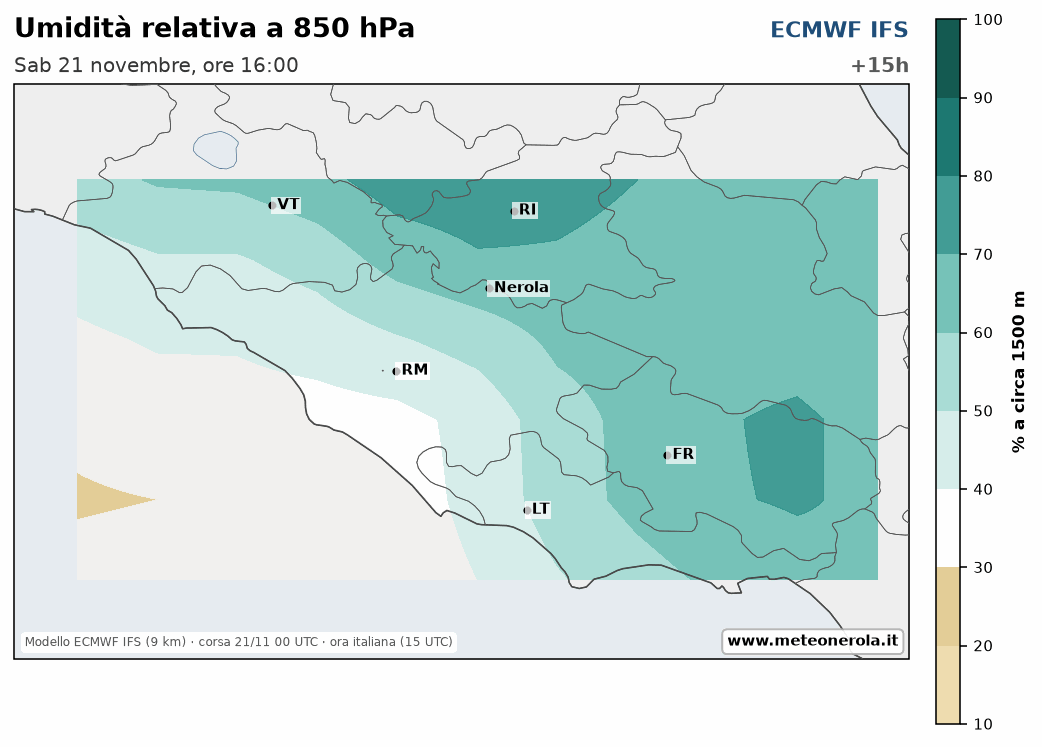 Umidità relativa a 850 hPa
ECMWF IFS
Sab 21 novembre, ore 16:00
+15h
100
90
80
70
60
50
40
30
20
10
% a circa 1500 m
VT
RI
Nerola
RM
FR
LT
Modello ECMWF IFS (9 km) · corsa 21/11 00 UTC · ora italiana (15 UTC)
www.meteonerola.it